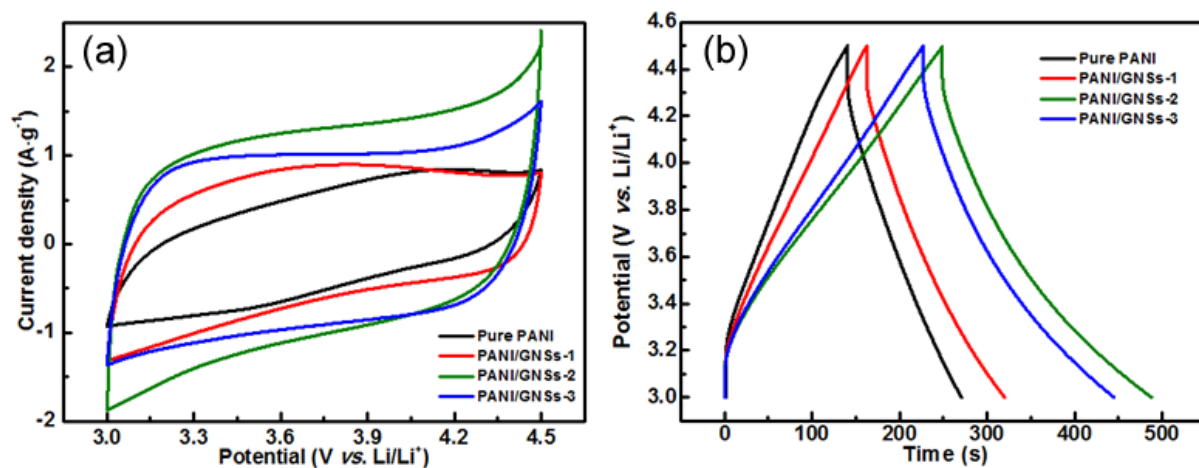 (a)
Current density (A·g⁻¹)
2
1
0
-1
-2
3.0 3.3 3.6 3.9 4.2 4.5
Potential (V vs. Li/Li⁺)
Pure PANI
PANI/GNSs-1
PANI/GNSs-2
PANI/GNSs-3
(b)
Potential (V vs. Li/Li⁺)
4.6
4.4
4.2
4.0
3.8
3.6
3.4
3.2
3.0
0 100 200 300 400 500
Time (s)
Pure PANI
PANI/GNSs-1
PANI/GNSs-2
PANI/GNSs-3